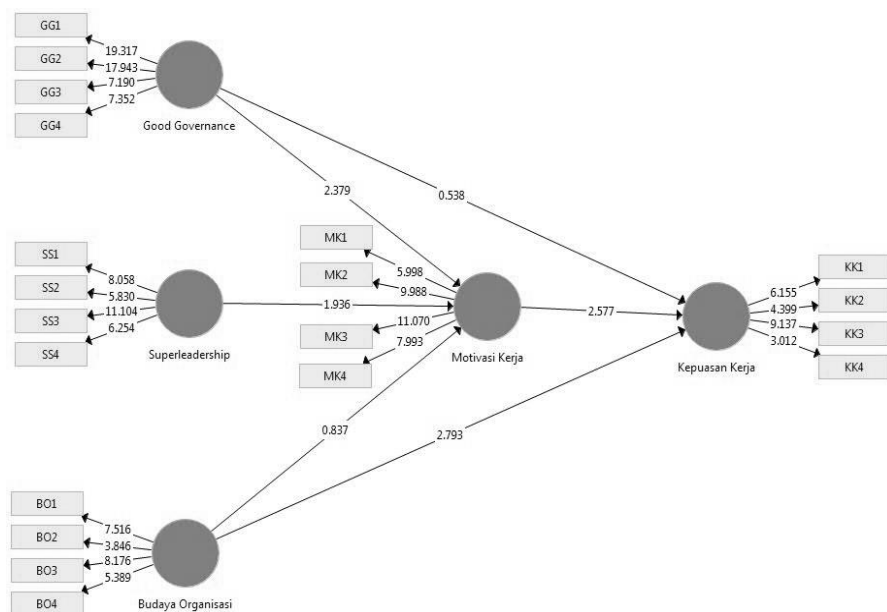 GG1
GG2
GG3
GG4
19.317
17.943
7.190
7.352
Good Governance
2.379
0.538
SS1
SS2
SS3
SS4
8.058
5.830
11.104
6.254
Superleadership
1.936
MK1
MK2
MK3
MK4
5.998
9.988
11.070
7.993
Motivasi Kerja
2.577
KK1
KK2
KK3
KK4
6.155
4.399
9.137
3.012
Kepuasan Kerja
0.837
2.793
BO1
BO2
BO3
BO4
7.516
3.846
8.176
5.389
Budaya Organisasi